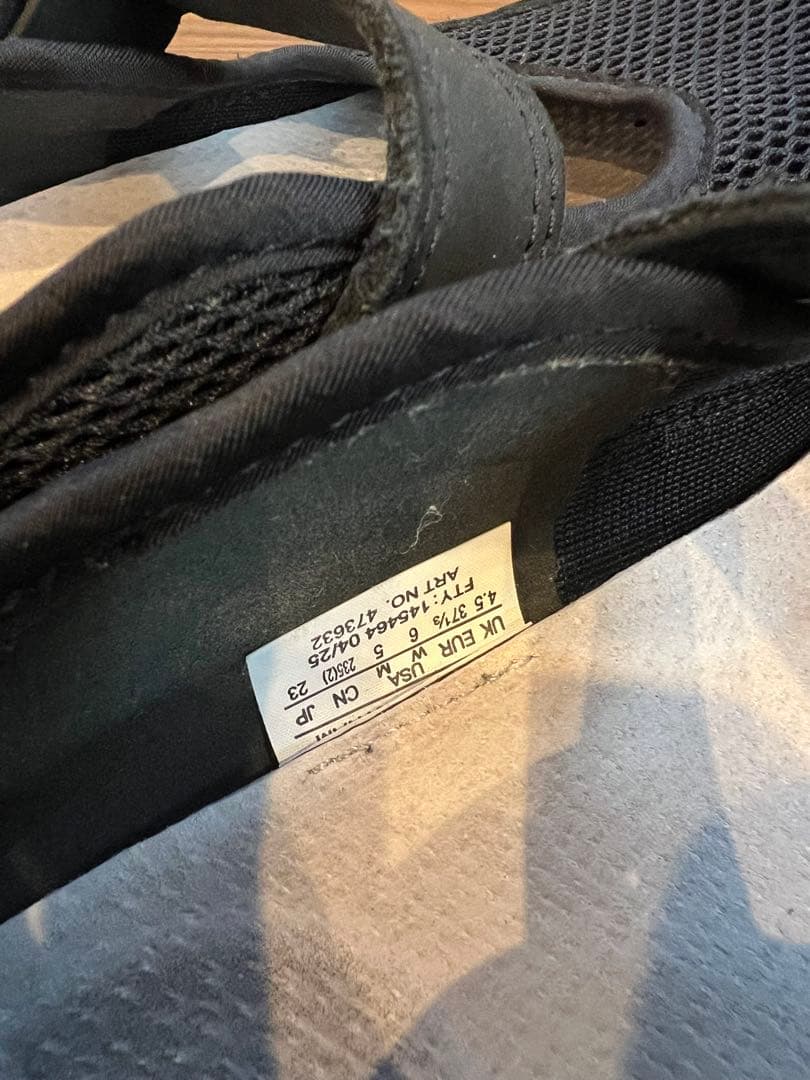 UK EUR USA CN JP
W M
4.5 37⅓ 6 5 235(2) 23
FTY: 145464 04/25
ART NO. 473632